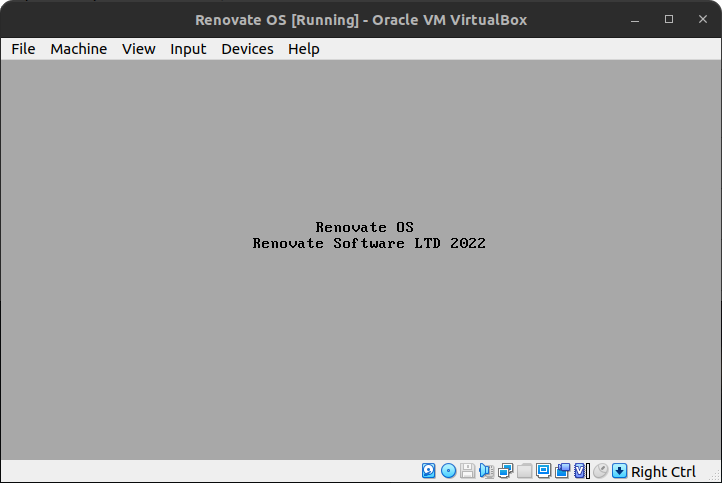 Renovate OS [Running] - Oracle VM VirtualBox
File Machine View Input Devices Help
Renovate OS
Renovate Software LTD 2022
Right Ctrl